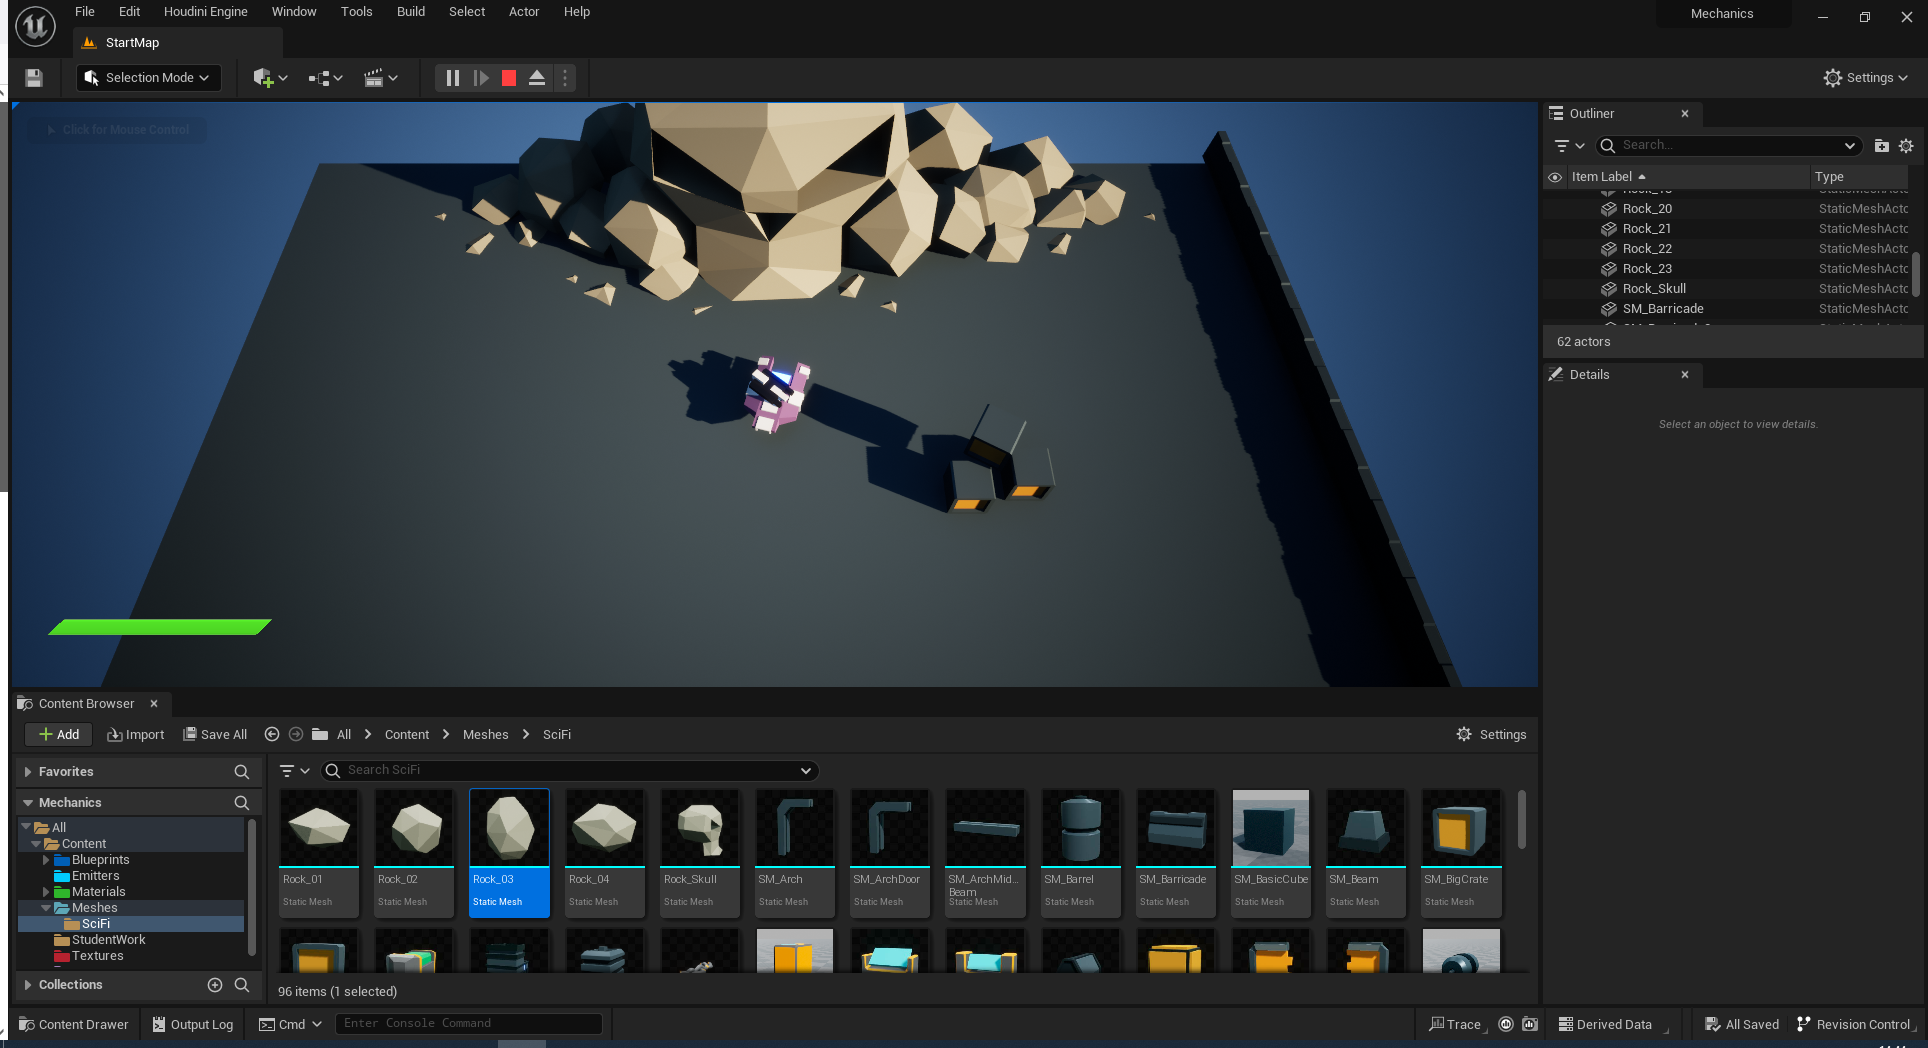 File Edit Houdini Engine Window Tools Build Select Actor Help
Mechanics
StartMap
Selection Mode
Settings
Click for Mouse Control
Outliner
Search...
Item Label Type
Rock_20 StaticMeshActo
Rock_21 StaticMeshActo
Rock_22 StaticMeshActo
Rock_23 StaticMeshActo
Rock_Skull StaticMeshActo
SM_Barricade StaticMeshActo
62 actors
Details
Select an object to view details.
Content Browser
Add Import Save All All Content Meshes SciFi Settings
Favorites
Search SciFi
Mechanics
All
Content
Blueprints
Emitters
Materials
Meshes
SciFi
StudentWork
Textures
Collections
Rock_01 Rock_02 Rock_03 Rock_04 Rock_Skull SM_Arch SM_ArchDoor SM_ArchMid... SM_Barrel SM_Barricade SM_BasicCube SM_Beam SM_BigCrate
Beam
Static Mesh Static Mesh Static Mesh Static Mesh Static Mesh Static Mesh Static Mesh Static Mesh Static Mesh Static Mesh Static Mesh Static Mesh Static Mesh
96 items (1 selected)
Content Drawer Output Log Cmd Enter Console Command Trace Derived Data All Saved Revision Control